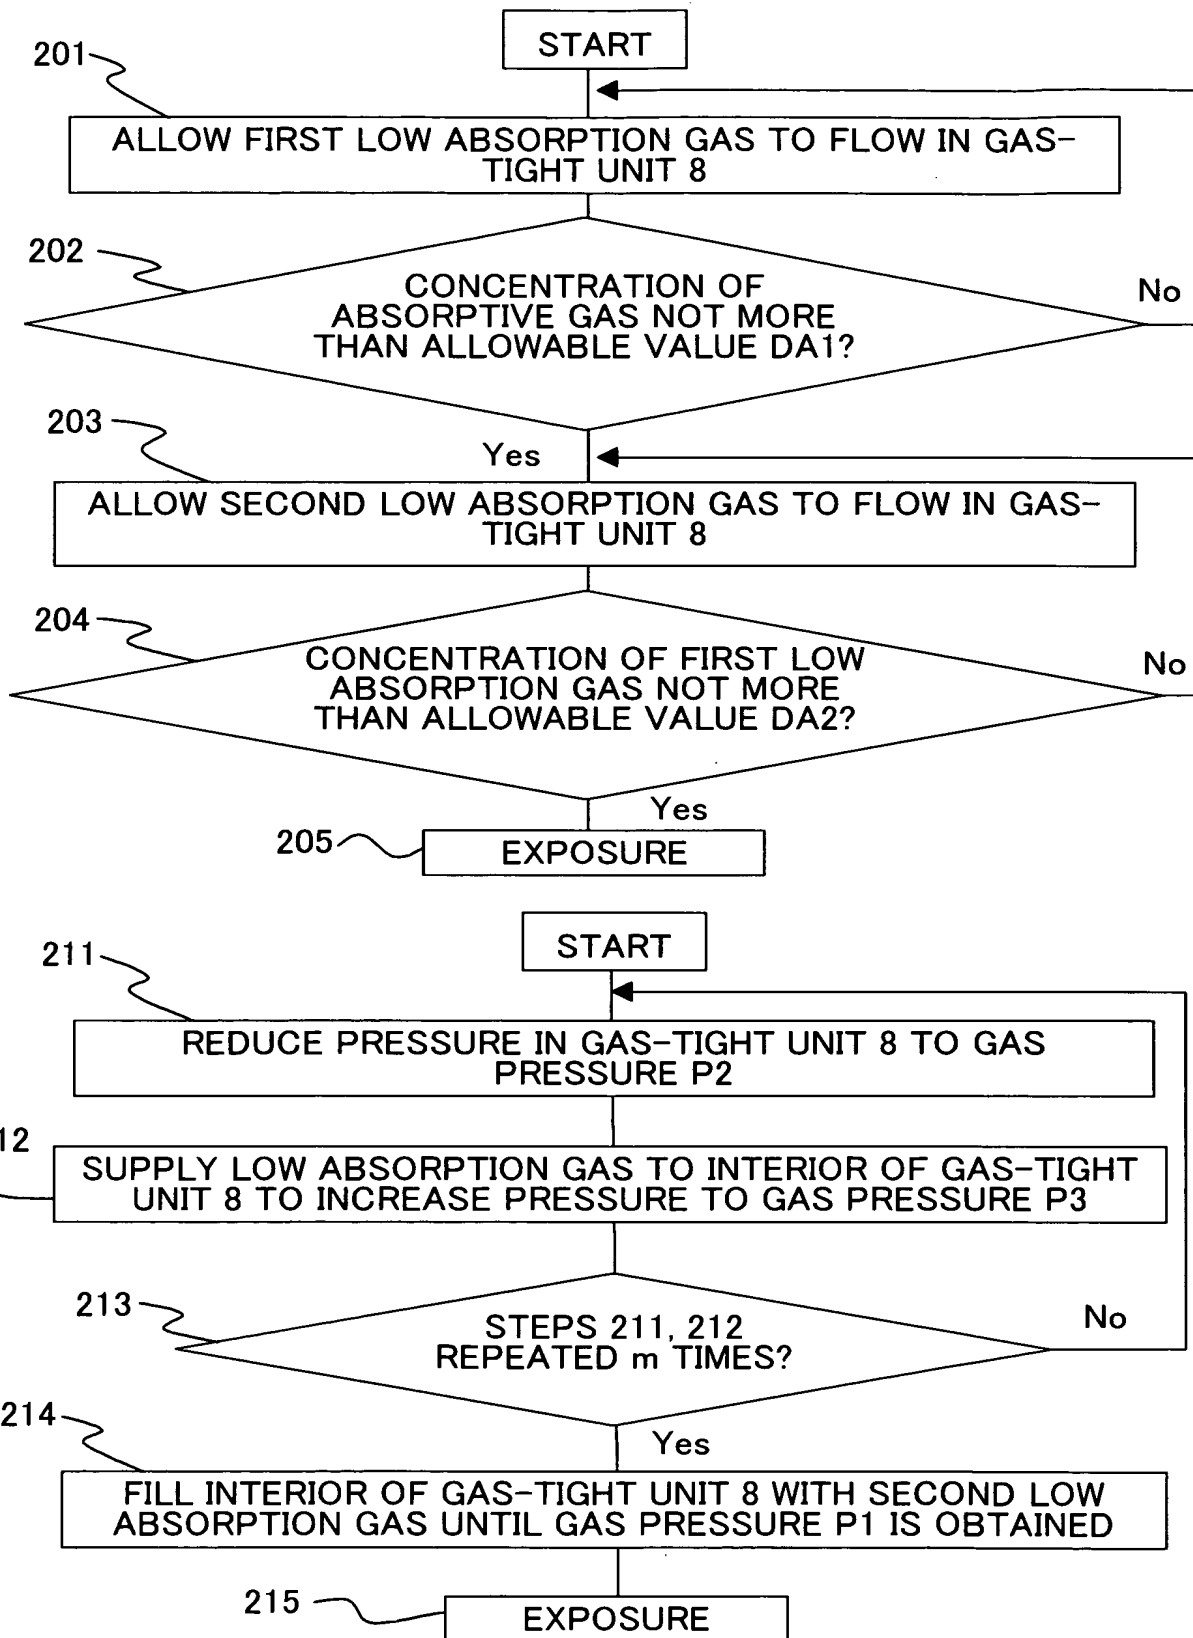 START
201
ALLOW FIRST LOW ABSORPTION GAS TO FLOW IN GAS-
TIGHT UNIT 8
202
CONCENTRATION OF
ABSORPTIVE GAS NOT MORE
THAN ALLOWABLE VALUE DA1?
No
203
Yes
ALLOW SECOND LOW ABSORPTION GAS TO FLOW IN GAS-
TIGHT UNIT 8
204
CONCENTRATION OF FIRST LOW
ABSORPTION GAS NOT MORE
THAN ALLOWABLE VALUE DA2?
No
Yes
205
EXPOSURE
START
211
REDUCE PRESSURE IN GAS-TIGHT UNIT 8 TO GAS
PRESSURE P2
12
SUPPLY LOW ABSORPTION GAS TO INTERIOR OF GAS-TIGHT
UNIT 8 TO INCREASE PRESSURE TO GAS PRESSURE P3
213
STEPS 211, 212
REPEATED m TIMES?
No
214
Yes
FILL INTERIOR OF GAS-TIGHT UNIT 8 WITH SECOND LOW
ABSORPTION GAS UNTIL GAS PRESSURE P1 IS OBTAINED
215
EXPOSURE